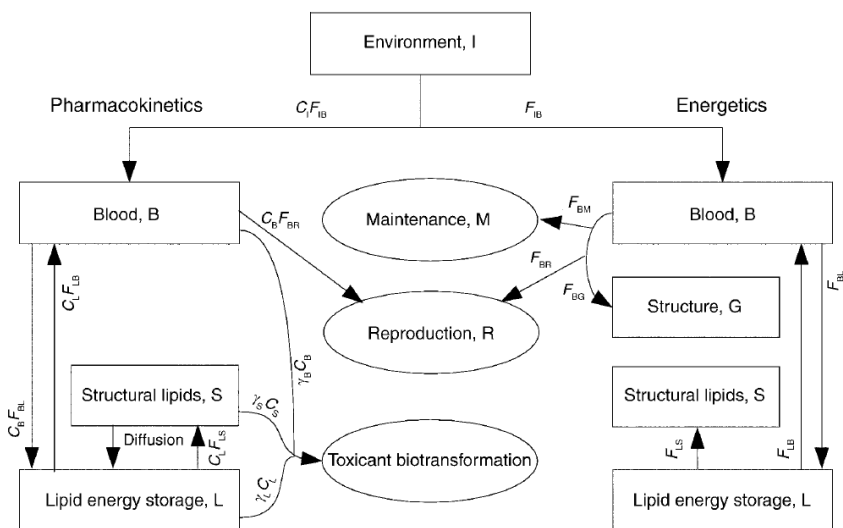 Environment, I
Pharmacokinetics
C_I F_IB
F_IB
Energetics
Blood, B
C_B F_BR
Maintenance, M
F_BM
Blood, B
F_BR
F_BG
F_BL
C_L F_LB
Reproduction, R
Structure, G
γ_B C_B
Structural lipids, S
γ_S C_S
Structural lipids, S
C_B F_BL
Diffusion
C_L F_LS
Toxicant biotransformation
F_LS
F_LB
Lipid energy storage, L
γ_L C_L
Lipid energy storage, L